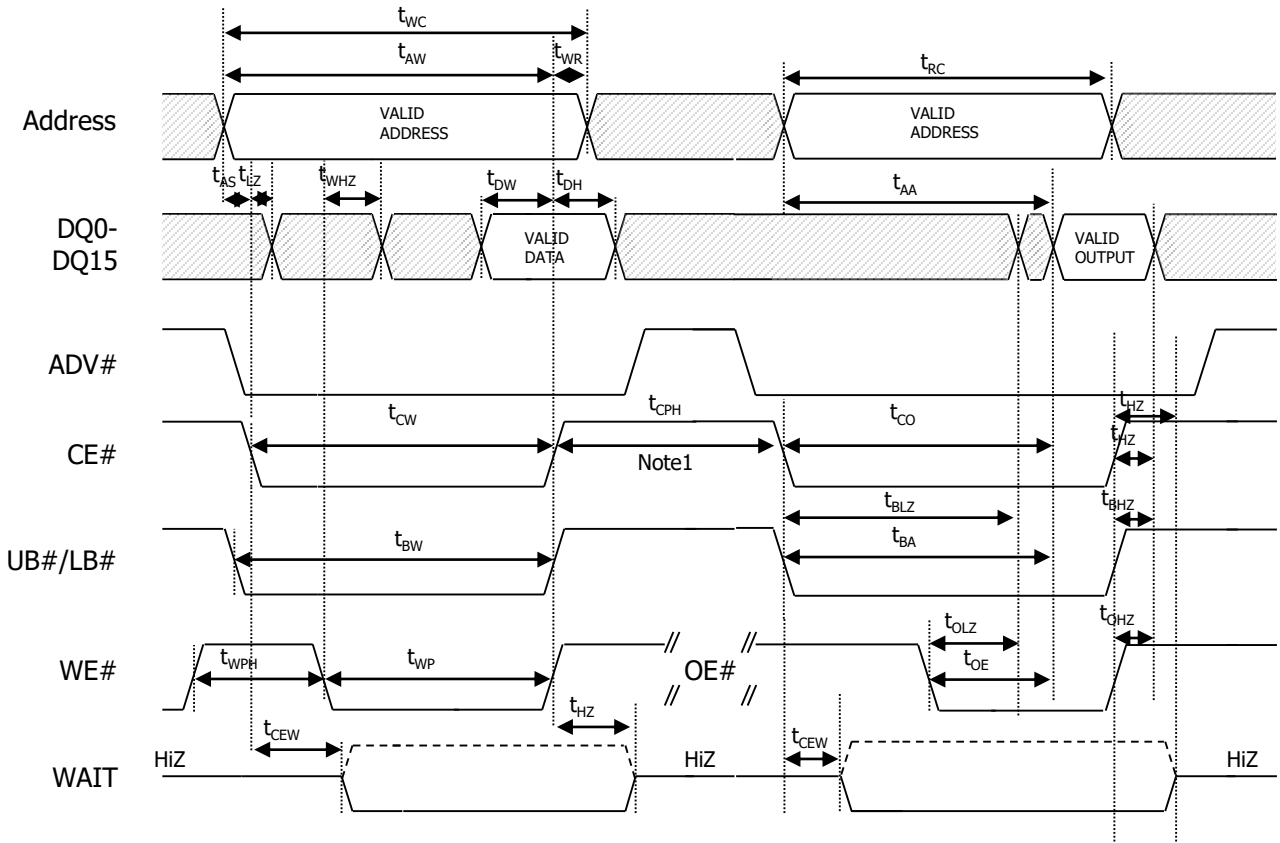 tWC
tAW
tWR
tRC
Address
VALID
ADDRESS
VALID
ADDRESS
tAS
tLZ
tWHZ
tDW
tDH
tAA
DQ0-
DQ15
VALID
DATA
VALID
OUTPUT
ADV#
tCW
tCPH
tCO
tHZ
CE#
Note1
tHZ
tBLZ
tBHZ
UB#/LB#
tBW
tBA
tOLZ
tOHZ
WE#
tWPH
tWP
OE#
tOE
tCEW
tHZ
tCEW
WAIT
HiZ
HiZ
HiZ